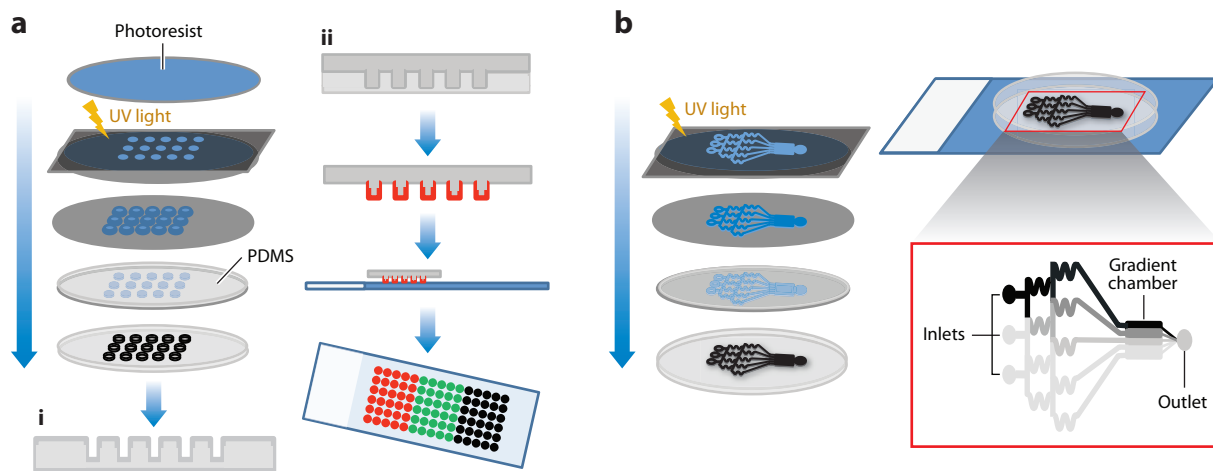 a
Photoresist
UV light
PDMS
i
ii
b
UV light
Gradient
chamber
Inlets
Outlet